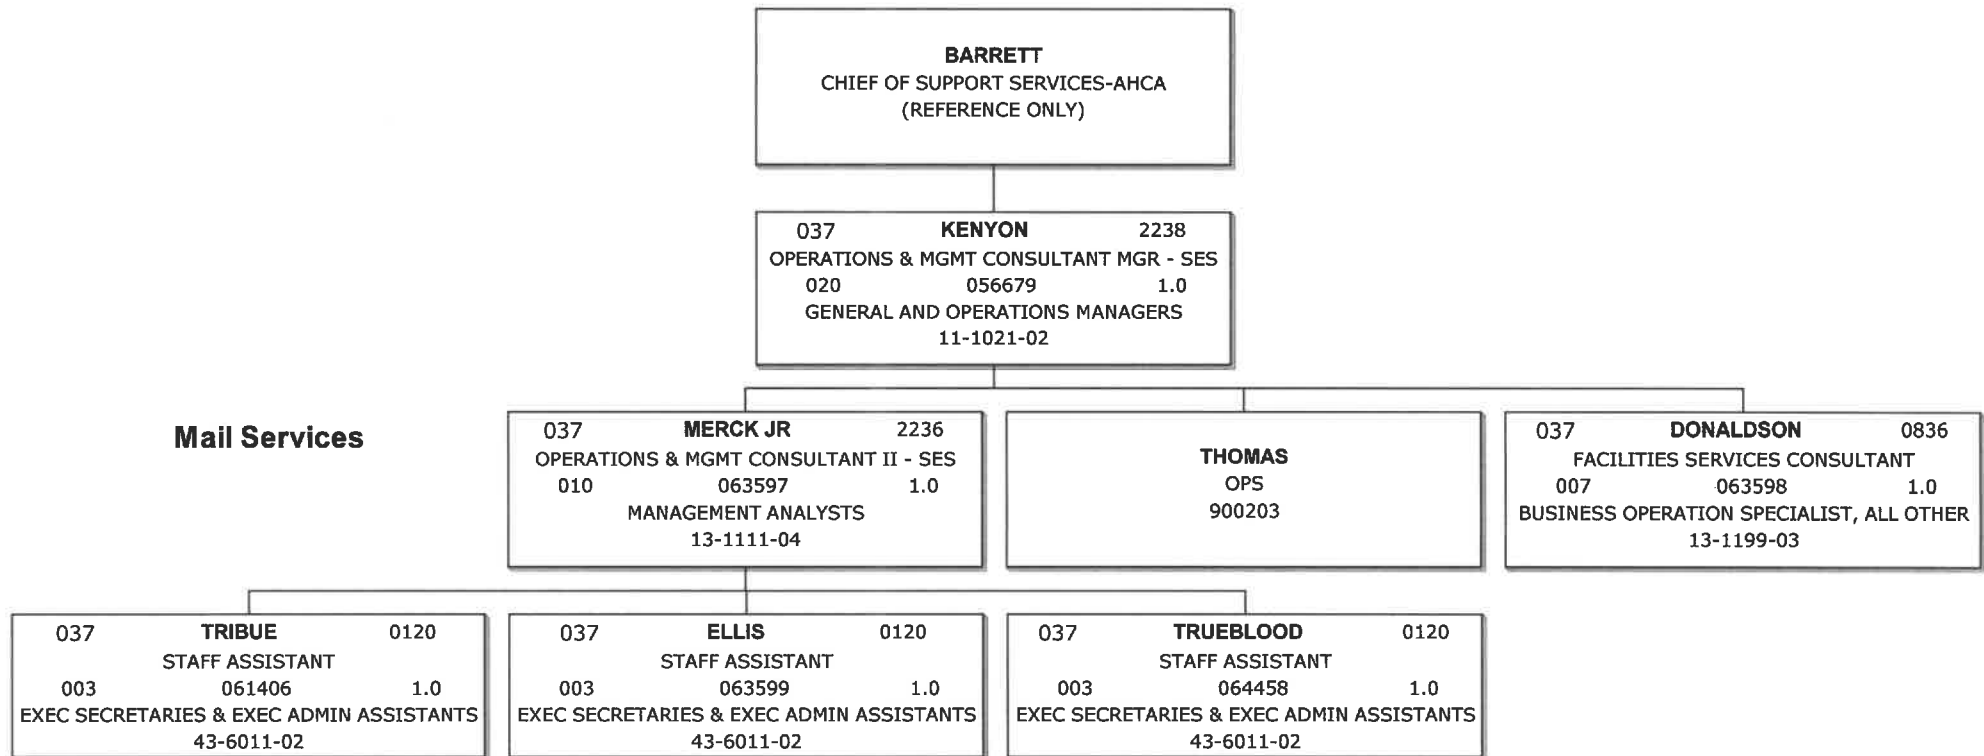 BARRETT
CHIEF OF SUPPORT SERVICES-AHCA
(REFERENCE ONLY)
037 KENYON 2238
OPERATIONS & MGMT CONSULTANT MGR - SES
020 056679 1.0
GENERAL AND OPERATIONS MANAGERS
11-1021-02
Mail Services
037 MERCK JR 2236
OPERATIONS & MGMT CONSULTANT II - SES
010 063597 1.0
MANAGEMENT ANALYSTS
13-1111-04
THOMAS
OPS
900203
037 DONALDSON 0836
FACILITIES SERVICES CONSULTANT
007 063598 1.0
BUSINESS OPERATION SPECIALIST, ALL OTHER
13-1199-03
037 TRIBUE 0120
STAFF ASSISTANT
003 061406 1.0
EXEC SECRETARIES & EXEC ADMIN ASSISTANTS
43-6011-02
037 ELLIS 0120
STAFF ASSISTANT
003 063599 1.0
EXEC SECRETARIES & EXEC ADMIN ASSISTANTS
43-6011-02
037 TRUEBLOOD 0120
STAFF ASSISTANT
003 064458 1.0
EXEC SECRETARIES & EXEC ADMIN ASSISTANTS
43-6011-02